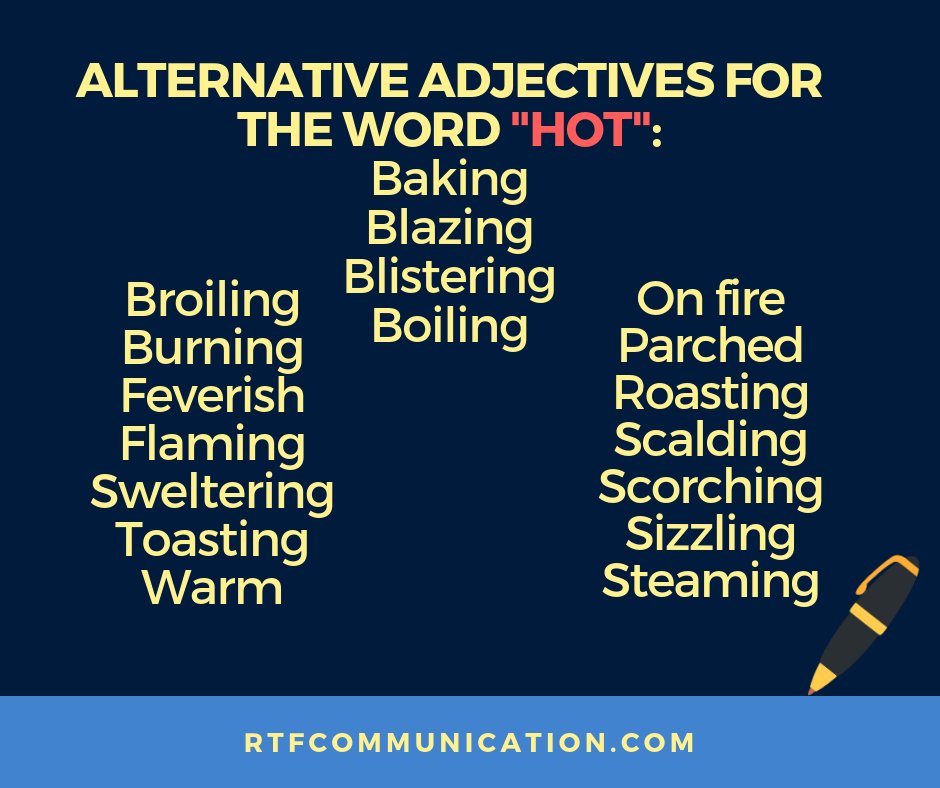 ALTERNATIVE ADJECTIVES FOR
THE WORD "HOT":
Baking
Blazing
Blistering
Boiling
Broiling
Burning
Feverish
Flaming
Sweltering
Toasting
Warm
On fire
Parched
Roasting
Scalding
Scorching
Sizzling
Steaming
RTFCOMMUNICATION.COM